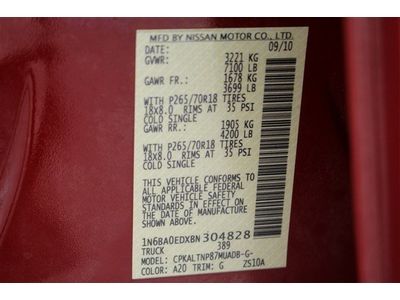 MFD BY NISSAN MOTOR CO., LTD.
DATE: 09/10
GVWR: 3221 KG
7100 LB
GAWR FR.: 1678 KG
3699 LB
WITH P265/70R18 TIRES
18x8.0 RIMS AT 35 PSI
COLD SINGLE
GAWR RR.: 1905 KG
4200 LB
WITH P265/70R18 TIRES
18x8.0 RIMS AT 35 PSI
COLD SINGLE
THIS VEHICLE CONFORMS TO
ALL APPLICABLE FEDERAL
MOTOR VEHICLE SAFETY
STANDARDS IN EFFECT ON
THE DATE OF MANUFACTURE
SHOWN ABOVE.
1N6BA0EDXBN304828
TRUCK 389
MODEL: CPKALTNP87MUADB-G-
COLOR: A20 TRIM: G ZS10A